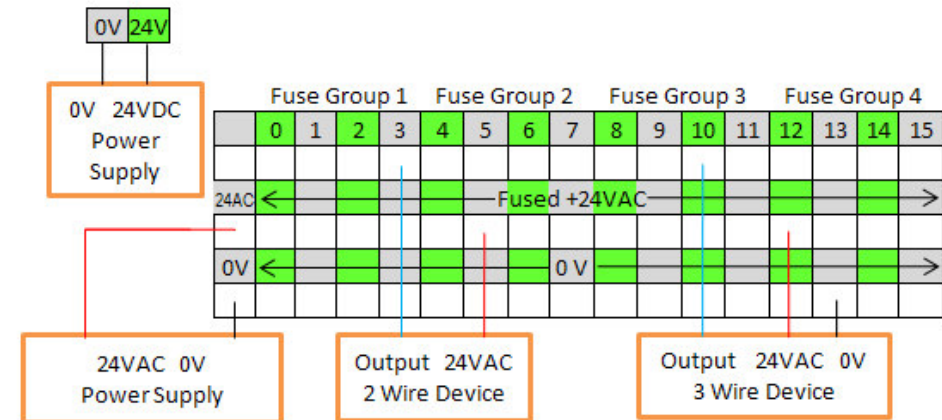 0V 24V
0V 24VDC
Power
Supply
Fuse Group 1 Fuse Group 2 Fuse Group 3 Fuse Group 4
0 1 2 3 4 5 6 7 8 9 10 11 12 13 14 15
24AC Fused +24VAC
0V 0 V
24VAC 0V
Power Supply
Output 24VAC
2 Wire Device
Output 24VAC 0V
3 Wire Device